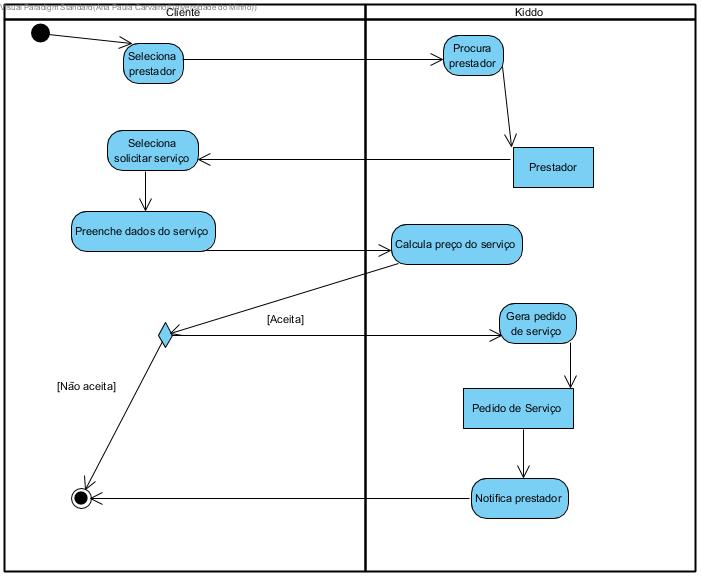 Visual Paradigm Standard(Ana Paula Carvalho(Universidade do Minho))
Cliente
Kiddo
Seleciona
prestador
Procura
prestador
Seleciona
solicitar serviço
Prestador
Preenche dados do serviço
Calcula preço do serviço
[Aceita]
Gera pedido
de serviço
[Não aceita]
Pedido de Serviço
Notifica prestador